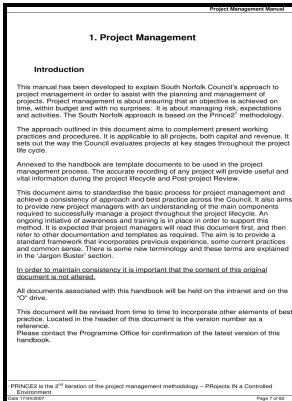 Project Management Manual
1. Project Management
Introduction
This manual has been developed to explain South Norfolk Council's approach to
project management in order to assist with the planning and management of
projects. Project management is about ensuring that an objective is achieved on
time, within budget and with no surprises. It is about managing risk, expectations
and activities. The South Norfolk approach is based on the Prince2¹ methodology.
The approach outlined in this document aims to complement present working
practices and procedures. It is applicable to all projects, both capital and revenue. It
sets out the way the Council evaluates projects at key stages throughout the project
life cycle.
Annexed to the handbook are template documents to be used in the project
management process. The accurate recording of any project will provide useful and
vital information during the project lifecycle and Post-project Review.
This document aims to standardise the basic process for project management and
achieve a consistency of approach and best practice across the Council. It also aims
to provide new project managers with an understanding of the main components
required to successfully manage a project throughout the project lifecycle. An
ongoing initiative of awareness and training is in place in order to support this
method. It is expected that project managers will read this document first, and then
refer to other documentation and templates as required. The aim is to provide a
standard framework that incorporates previous experience, some current practices
and common sense. There is some new terminology and these terms are explained
in the 'Jargon Buster' section.
In order to maintain consistency it is important that the content of this original
document is not altered.
All documents associated with this handbook will be held on the intranet and on the
"O" drive.
This document will be revised from time to time to incorporate other elements of best
practice. Located in the header of this document is the version number as a
reference.
Please contact the Programme Office for confirmation of the latest version of this
handbook.
¹ PRINCE2 is the 2nd iteration of the project management methodology – PRojects IN a Controlled
Environment
Date 17/04/2007 Page 7 of 62